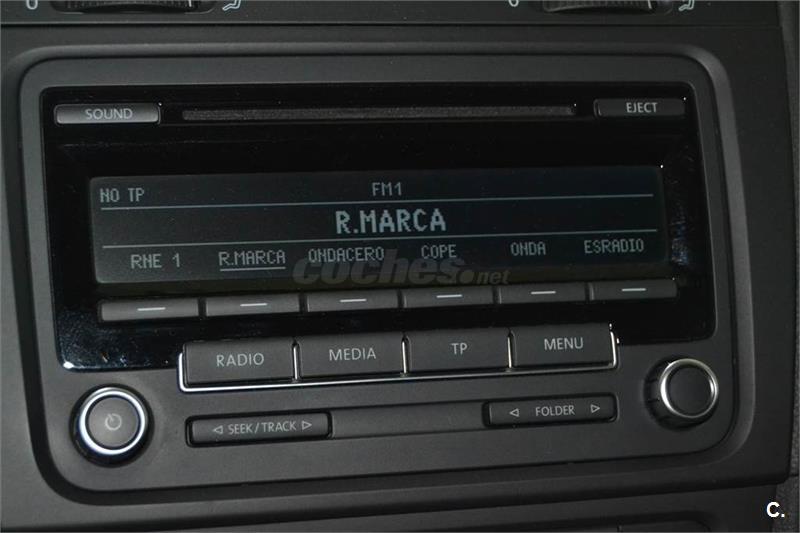 SOUND
EJECT
NO TP FM1
R.MARCA
RNE 1 R.MARCA ONDACERO COPE ONDA ESRADIO
coches.net
RADIO MEDIA TP MENU
SEEK/TRACK FOLDER
C.